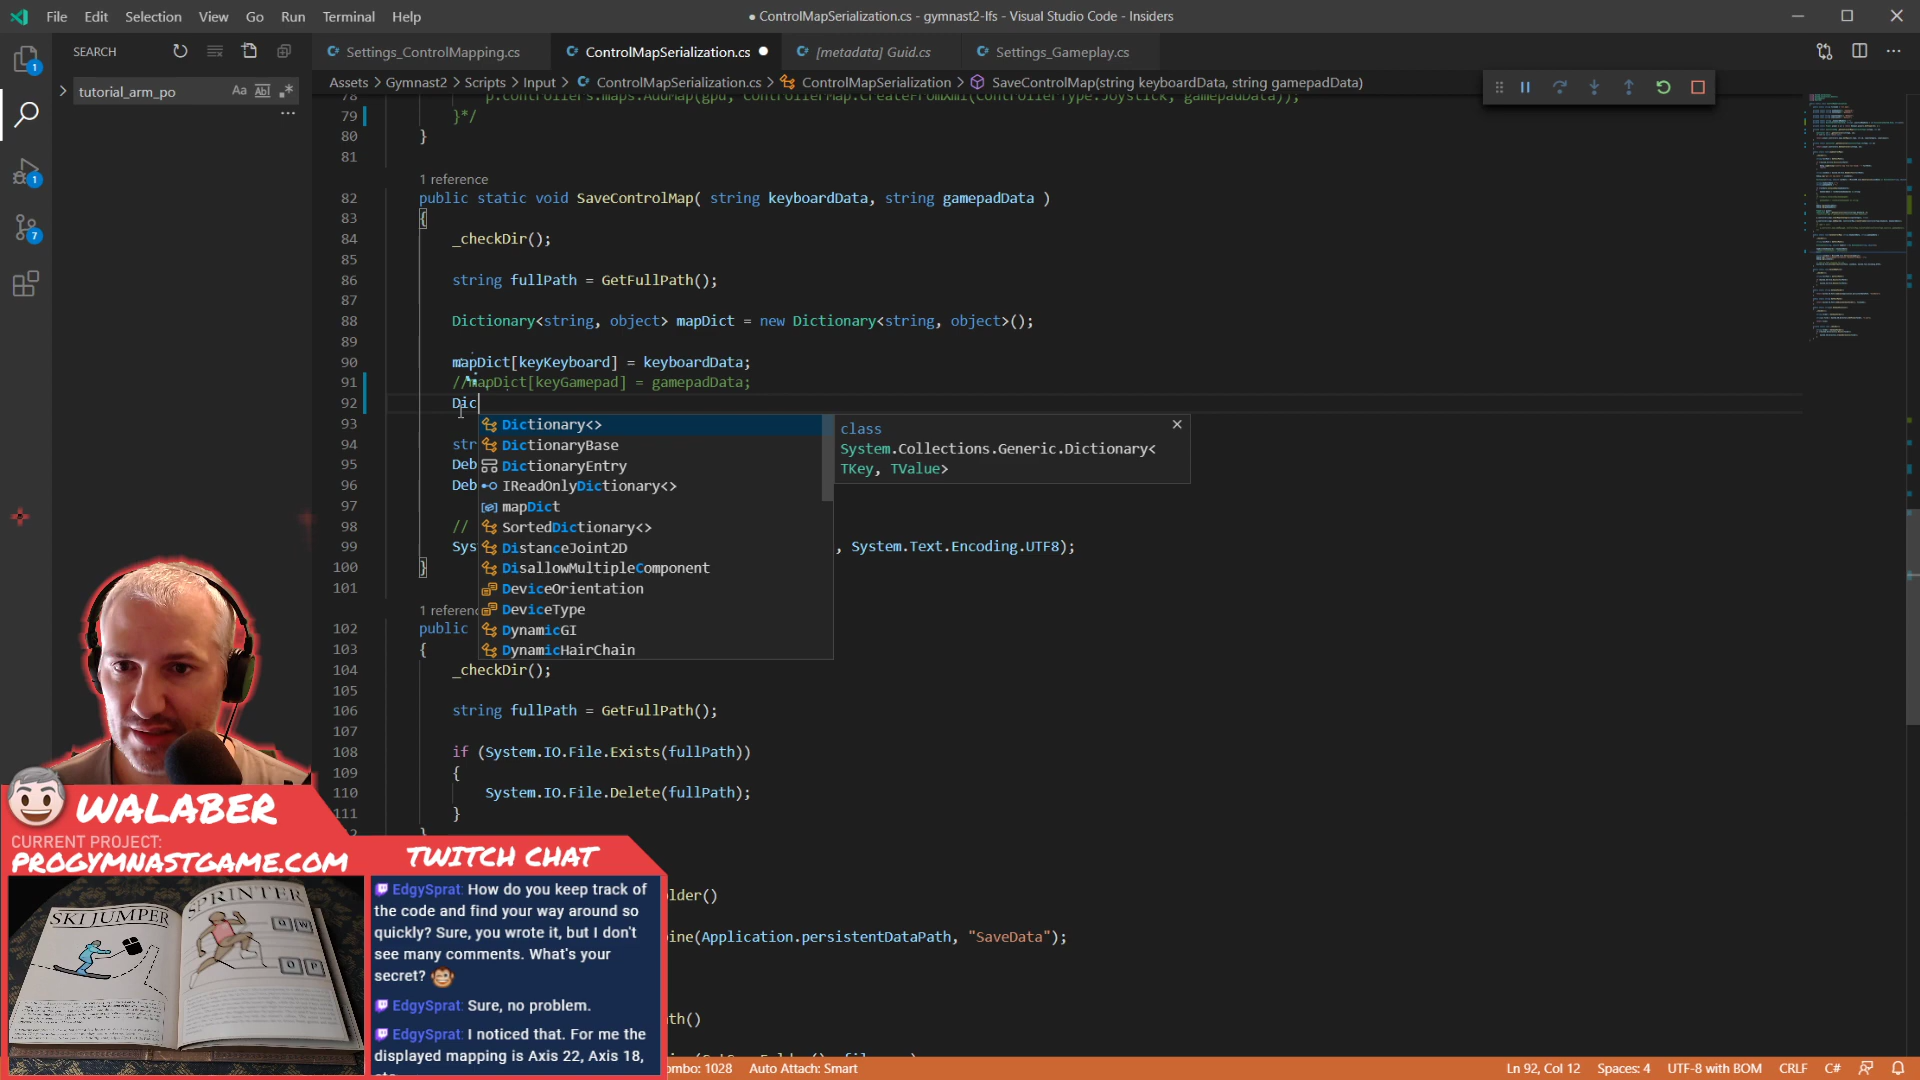 File Edit Selection View Go Run Terminal Help
● ControlMapSerialization.cs - gymnast2-lfs - Visual Studio Code - Insiders
SEARCH
Settings_ControlMapping.cs
ControlMapSerialization.cs
[metadata] Guid.cs
Settings_Gameplay.cs
tutorial_arm_po
Assets > Gymnast2 > Scripts > Input > ControlMapSerialization.cs > ControlMapSerialization > SaveControlMap(string keyboardData, string gamepadData)
78 p.controllers.maps.AddMap(gpu, ControllerMap.CreateFromXml(ControllerType.Joystick, gamepadData));
79 }*/
80 }
81
1 reference
82 public static void SaveControlMap( string keyboardData, string gamepadData )
83 {
84 _checkDir();
85
86 string fullPath = GetFullPath();
87
88 Dictionary<string, object> mapDict = new Dictionary<string, object>();
89
90 mapDict[keyKeyboard] = keyboardData;
91 //mapDict[keyGamepad] = gamepadData;
92 Dic
93
94 str
95 Deb
96 Deb
97
98 //
99 Sys , System.Text.Encoding.UTF8);
100 }
101
Dictionary<>
DictionaryBase
DictionaryEntry
IReadOnlyDictionary<>
mapDict
SortedDictionary<>
DistanceJoint2D
DisallowMultipleComponent
DeviceOrientation
DeviceType
DynamicGI
DynamicHairChain
class
System.Collections.Generic.Dictionary<
TKey, TValue>
1 referenc
102 public
103 {
104 _checkDir();
105
106 string fullPath = GetFullPath();
107
108 if (System.IO.File.Exists(fullPath))
109 {
110 System.IO.File.Delete(fullPath);
111 }
112 }
lder()
ine(Application.persistentDataPath, "SaveData");
th()
WALABER
CURRENT PROJECT:
PROGYMNASTGAME.COM
SKI JUMPER
SPRINTER
Q W
O P
TWITCH CHAT
EdgySprat: How do you keep track of
the code and find your way around so
quickly? Sure, you wrote it, but I don't
see many comments. What's your
secret?
EdgySprat: Sure, no problem.
EdgySprat: I noticed that. For me the
displayed mapping is Axis 22, Axis 18,
ombo: 1028 Auto Attach: Smart
Ln 92, Col 12 Spaces: 4 UTF-8 with BOM CRLF C#